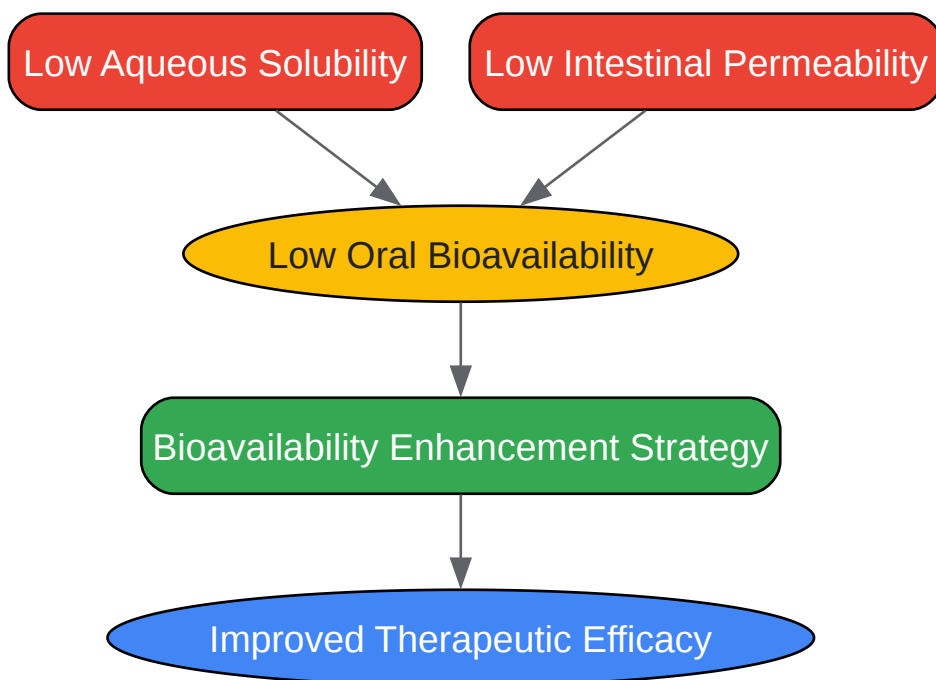 Low Aqueous Solubility
Low Intestinal Permeability
Low Oral Bioavailability
Bioavailability Enhancement Strategy
Improved Therapeutic Efficacy